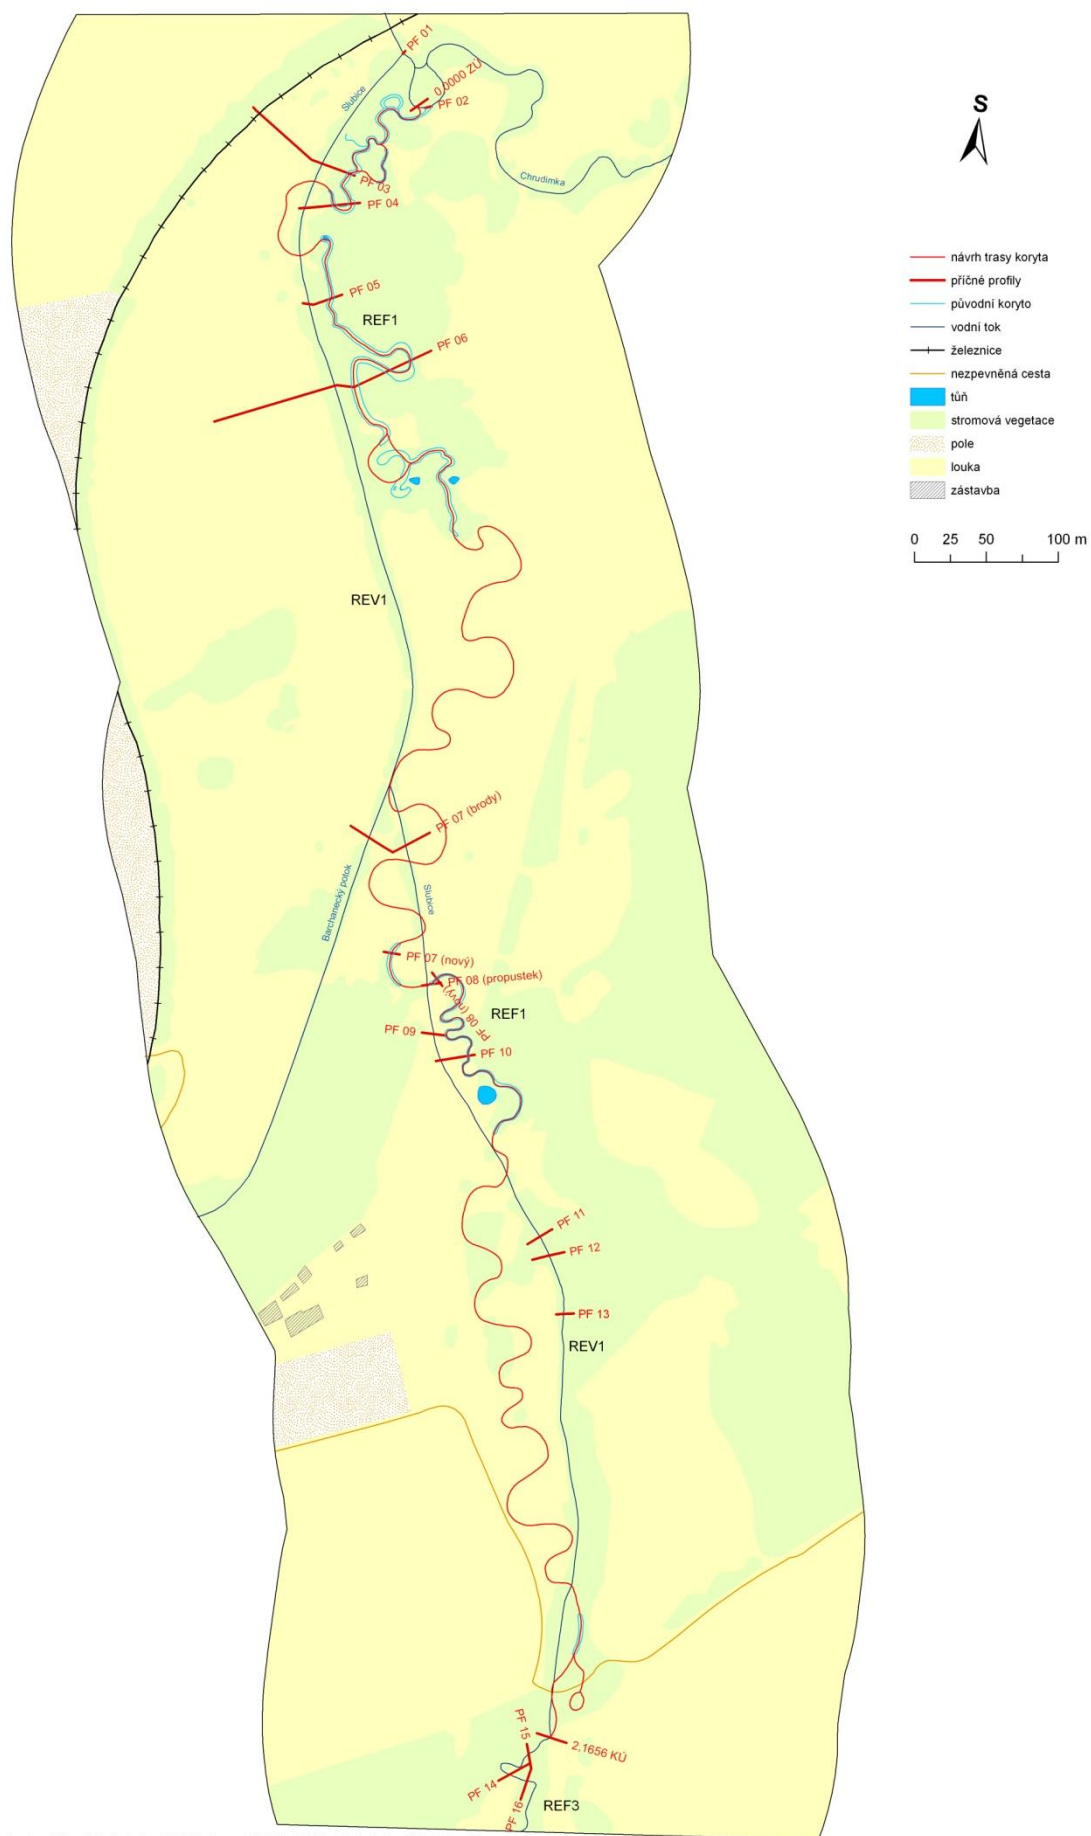 PF 01
Slubice
0,0000 ZÚ
PF 02
S
Chrudimka
PF 03
PF 04
návrh trasy koryta
příčné profily
původní koryto
vodní tok
železnice
nezpevněná cesta
tůň
stromová vegetace
pole
louka
zástavba
PF 05
REF1
PF 06
0 25 50 100 m
REV1
PF 07 (brody)
Barchanecký potok
Slubice
PF 07 (nový)
PF 08 (propustek)
PF 08 (nový)
REF1
PF 09
PF 10
PF 11
PF 12
PF 13
REV1
PF 15
2,1656 KÚ
PF 14
PF 16
REF3